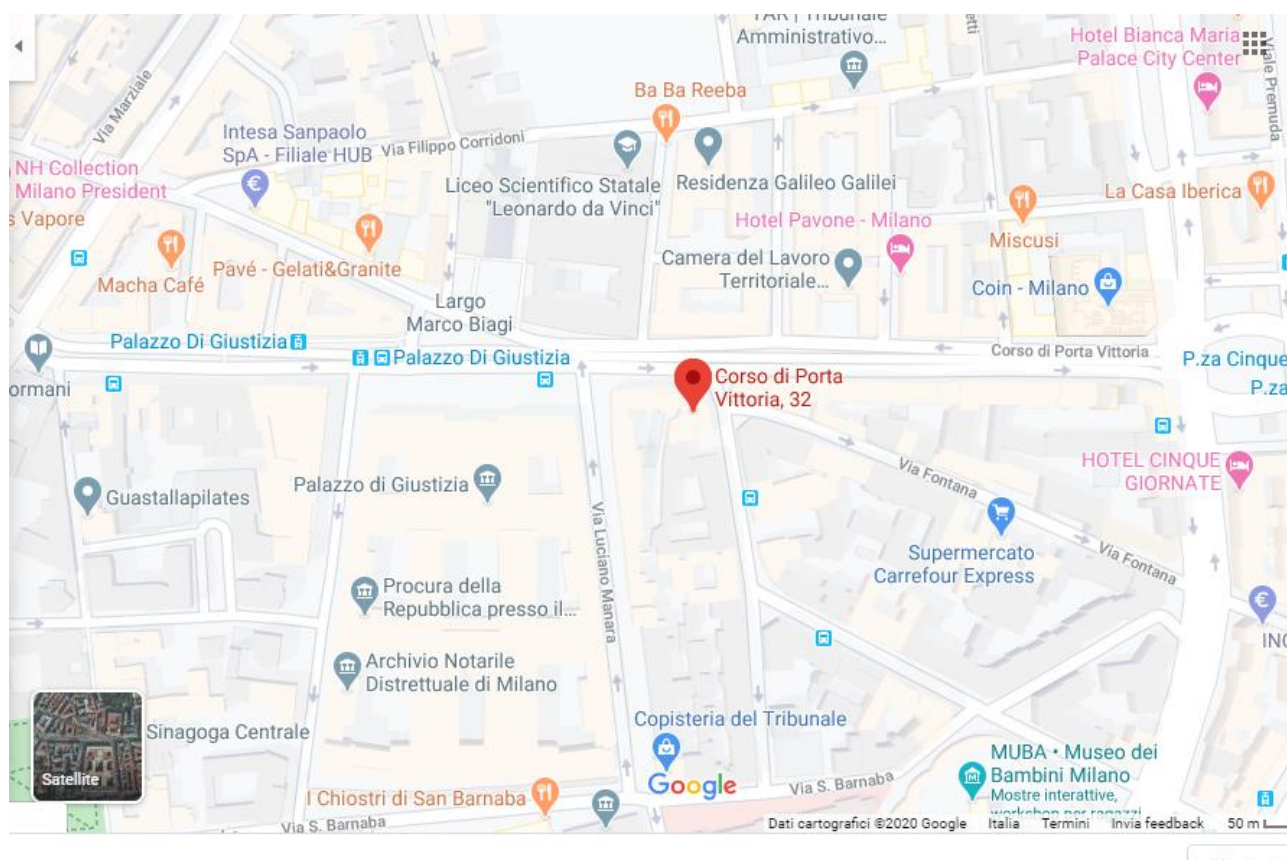 TAR | Tribunale
Amministrativo...
Hotel Bianca Maria
Palace City Center
Viale Premuda
Via Marziale
Ba Ba Reeba
Intesa Sanpaolo
SpA - Filiale HUB
Via Filippo Corridoni
NH Collection
Milano President
Liceo Scientifico Statale
"Leonardo da Vinci"
Residenza Galileo Galilei
La Casa Iberica
s Vapore
Hotel Pavone - Milano
Miscusi
Macha Café
Pavé - Gelati&Granite
Camera del Lavoro
Territoriale...
Coin - Milano
Largo
Marco Biagi
Palazzo Di Giustizia
Palazzo Di Giustizia
Corso di Porta Vittoria
P.za Cinque
P.za
ormani
Corso di Porta
Vittoria, 32
Via Fontana
HOTEL CINQUE
GIORNATE
Guastallapilates
Palazzo di Giustizia
Via Luciano Manara
Supermercato
Carrefour Express
Via Fontana
Procura della
Repubblica presso il...
ING
Archivio Notarile
Distrettuale di Milano
Sinagoga Centrale
Copisteria del Tribunale
MUBA • Museo dei
Bambini Milano
Mostre interattive,
workshop per ragazzi
Satellite
Google
Via S. Barnaba
I Chiostri di San Barnaba
Via S. Barnaba
Dati cartografici ©2020 Google Italia Termini Invia feedback 50 m